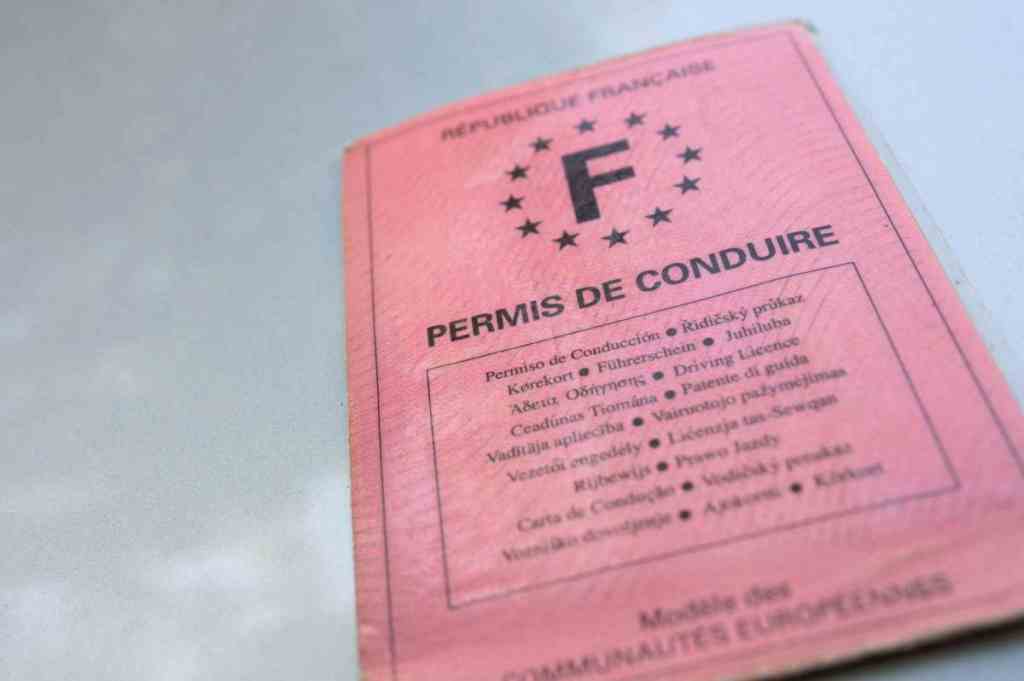 RÉPUBLIQUE FRANÇAISE
F
PERMIS DE CONDUIRE
Permiso de Conducción ● Řidičský průkaz
Kørekort ● Führerschein ● Juhiluba
Άδεια Οδήγησης ● Driving Licence
Ceadúnas Tiomána ● Patente di guida
Vadītāja apliecība ● Vairuotojo pažymėjimas
Vezetői engedély ● Liċenzja tas-Sewqan
Rijbewijs ● Prawo Jazdy
Carta de Condução ● Vodičský preukaz
Vozniško dovoljenje ● Ajokortti ● Körkort
Modèle des
COMMUNAUTÉS EUROPÉENNES